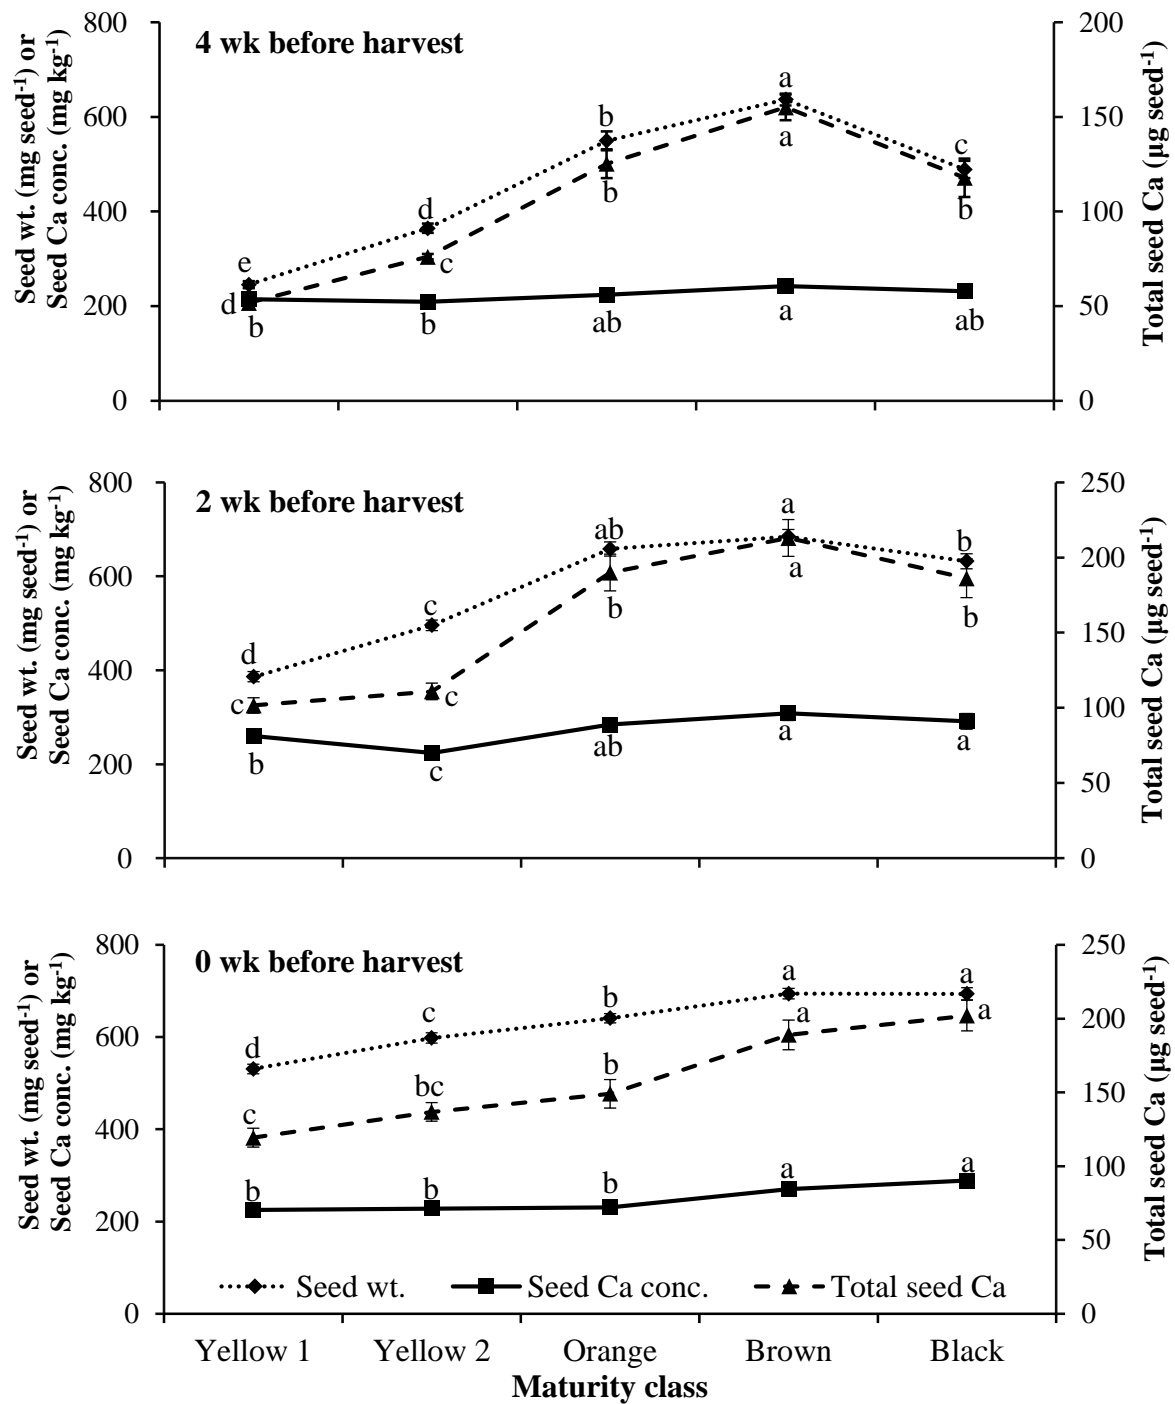 4 wk before harvest
Seed wt. (mg seed⁻¹) or
Seed Ca conc. (mg kg⁻¹)
800
600
400
200
0
200
150
100
50
0
Total seed Ca (µg seed⁻¹)
e
d
b
a
c
d
c
b
a
b
b
b
ab
a
ab
2 wk before harvest
Seed wt. (mg seed⁻¹) or
Seed Ca conc. (mg kg⁻¹)
800
600
400
200
0
250
200
150
100
50
0
Total seed Ca (µg seed⁻¹)
d
c
ab
a
b
c
c
b
a
b
b
c
ab
a
a
0 wk before harvest
Seed wt. (mg seed⁻¹) or
Seed Ca conc. (mg kg⁻¹)
800
600
400
200
0
250
200
150
100
50
0
Total seed Ca (µg seed⁻¹)
d
c
b
a
a
c
bc
b
a
a
b
b
b
a
a
Seed wt.
Seed Ca conc.
Total seed Ca
Yellow 1
Yellow 2
Orange
Brown
Black
Maturity class